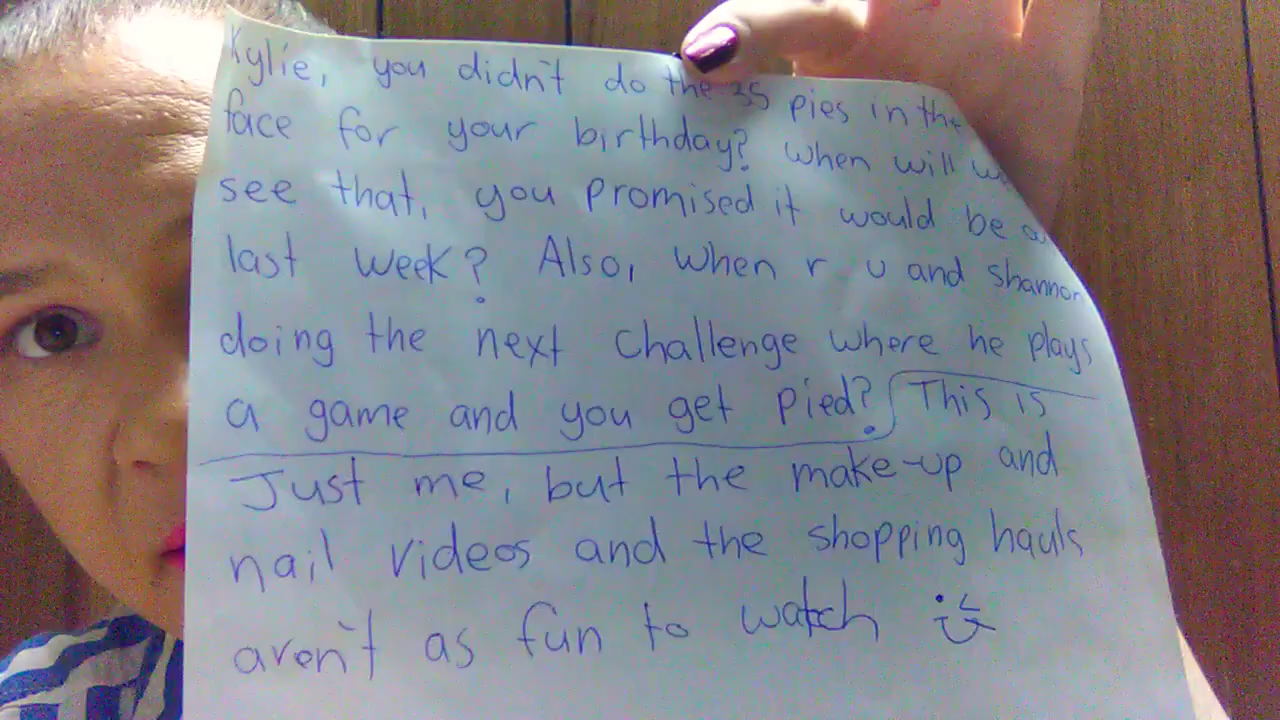 Kylie, you didn't do the 35 pies in the
face for your birthday? When will we
see that, you promised it would be
last week? Also, when r u and shannon
doing the next challenge where he plays
a game and you get pied? This is
Just me, but the make-up and
nail videos and the shopping hauls
aren't as fun to watch